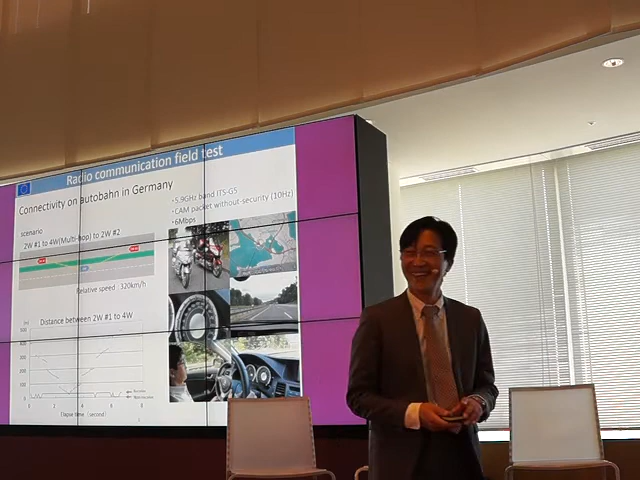 Radio communication field test
Connectivity on autobahn in Germany
・5.9GHz band ITS-G5
・CAM packet without-security (10Hz)
・6Mbps
scenario
2W #1 to 4W(Multi-hop) to 2W #2
Relative speed 320km/h
Distance between 2W #1 to 4W
Elapse time (second)